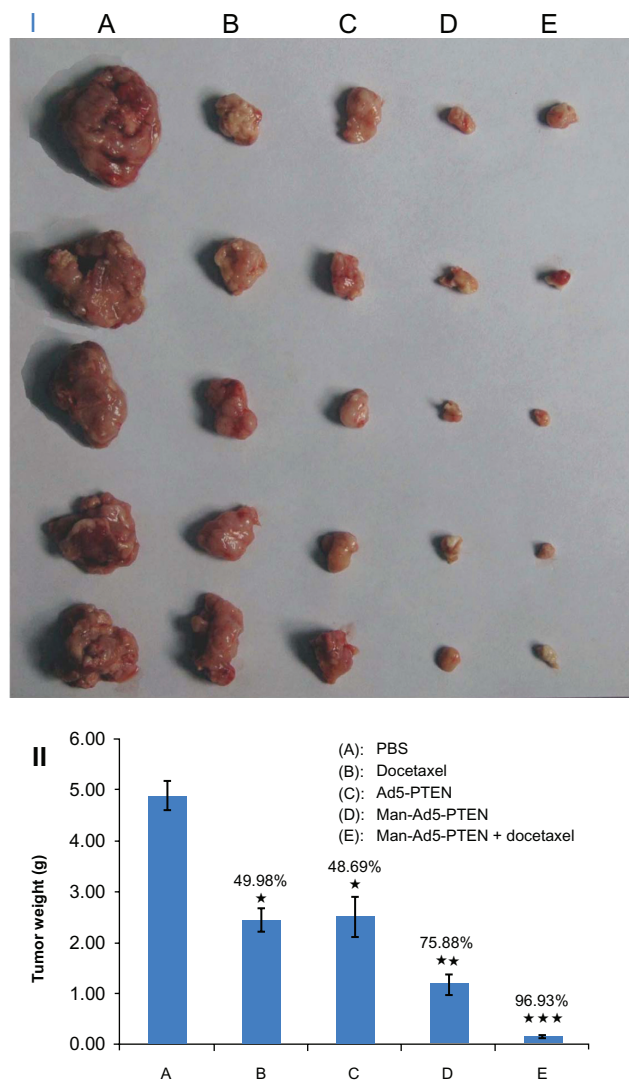 I A B C D E
II
6.00
5.00
4.00
3.00
2.00
1.00
0.00
Tumor weight (g)
(A): PBS
(B): Docetaxel
(C): Ad5-PTEN
(D): Man-Ad5-PTEN
(E): Man-Ad5-PTEN + docetaxel
49.98%
★
48.69%
★
75.88%
★★
96.93%
★★★
A B C D E